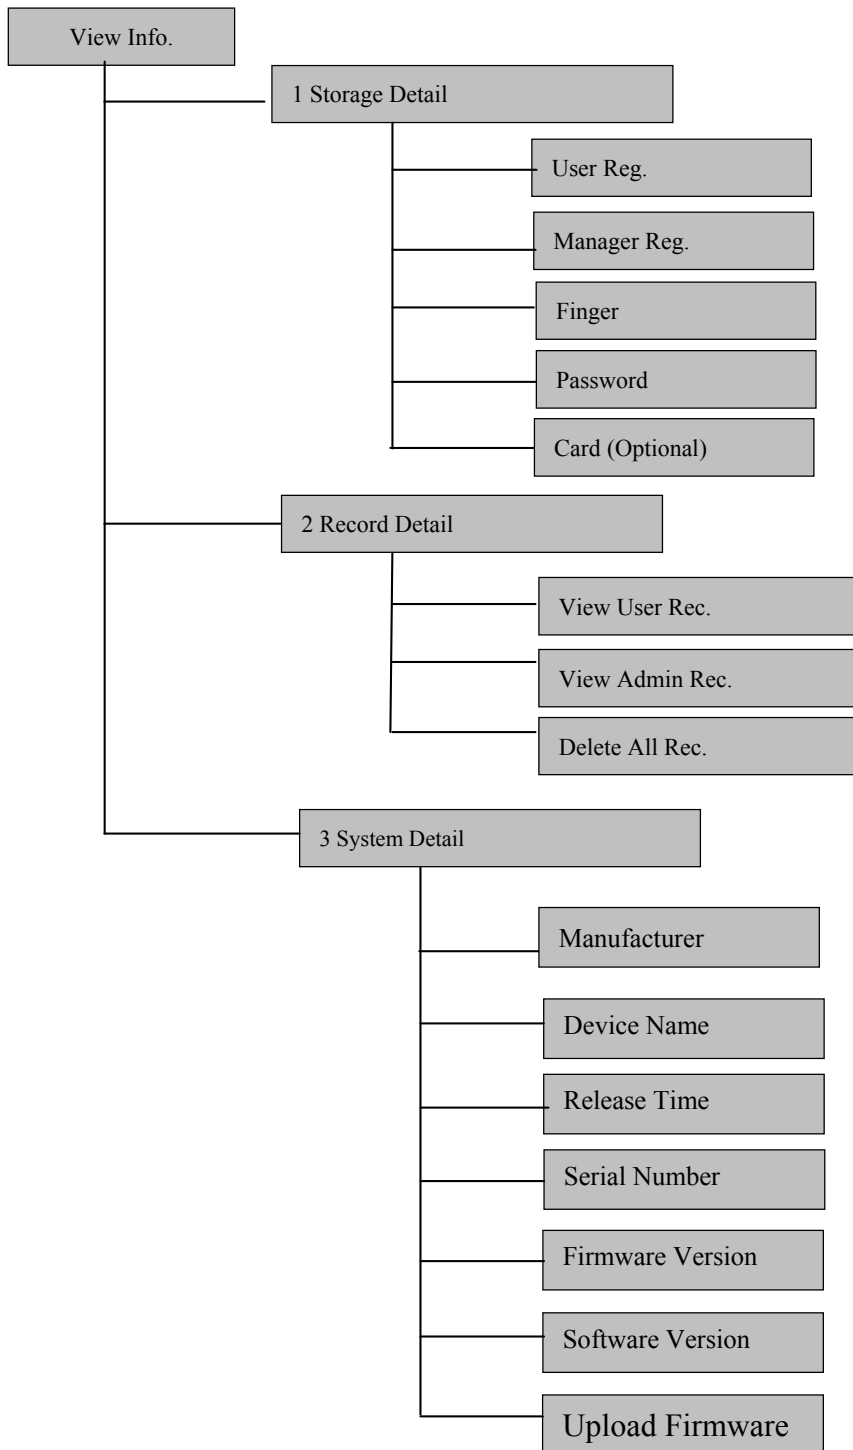 View Info.
1 Storage Detail
User Reg.
Manager Reg.
Finger
Password
Card (Optional)
2 Record Detail
View User Rec.
View Admin Rec.
Delete All Rec.
3 System Detail
Manufacturer
Device Name
Release Time
Serial Number
Firmware Version
Software Version
Upload Firmware